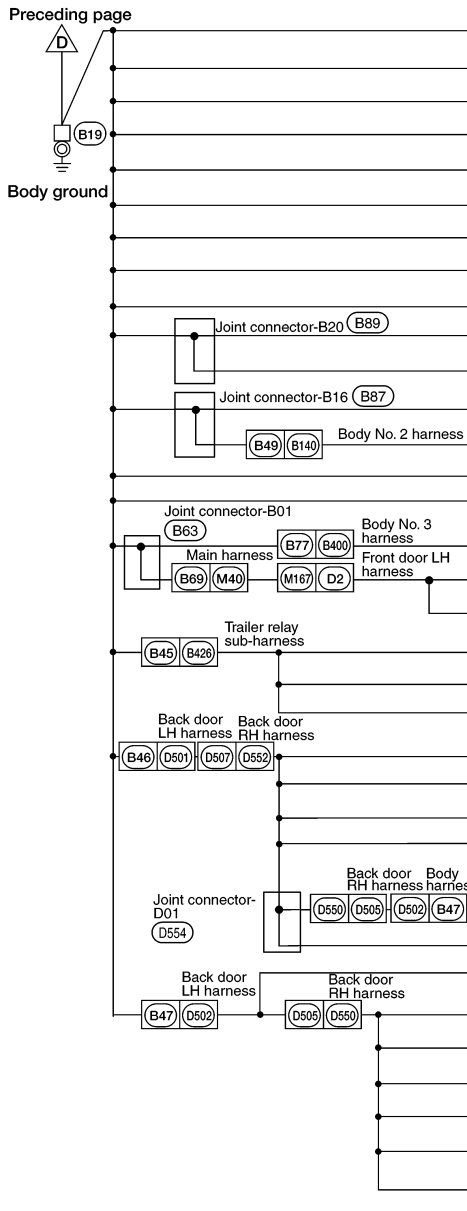 Preceding page
D
B19
Body ground
Joint connector-B20 B89
Joint connector-B16 B87
B49 B140 Body No. 2 harness
Joint connector-B01
B63
Body No. 3
harness
B77 B400
Main harness
Front door LH
harness
B69 M40 M167 D2
Trailer relay
sub-harness
B45 B426
Back door
LH harness
Back door
RH harness
B46 D501 D507 D552
Back door
RH harness
Body
harnes
Joint connector-
D01
D554
D550 D505 D502 B47
Back door
LH harness
Back door
RH harness
B47 D502 D505 D550